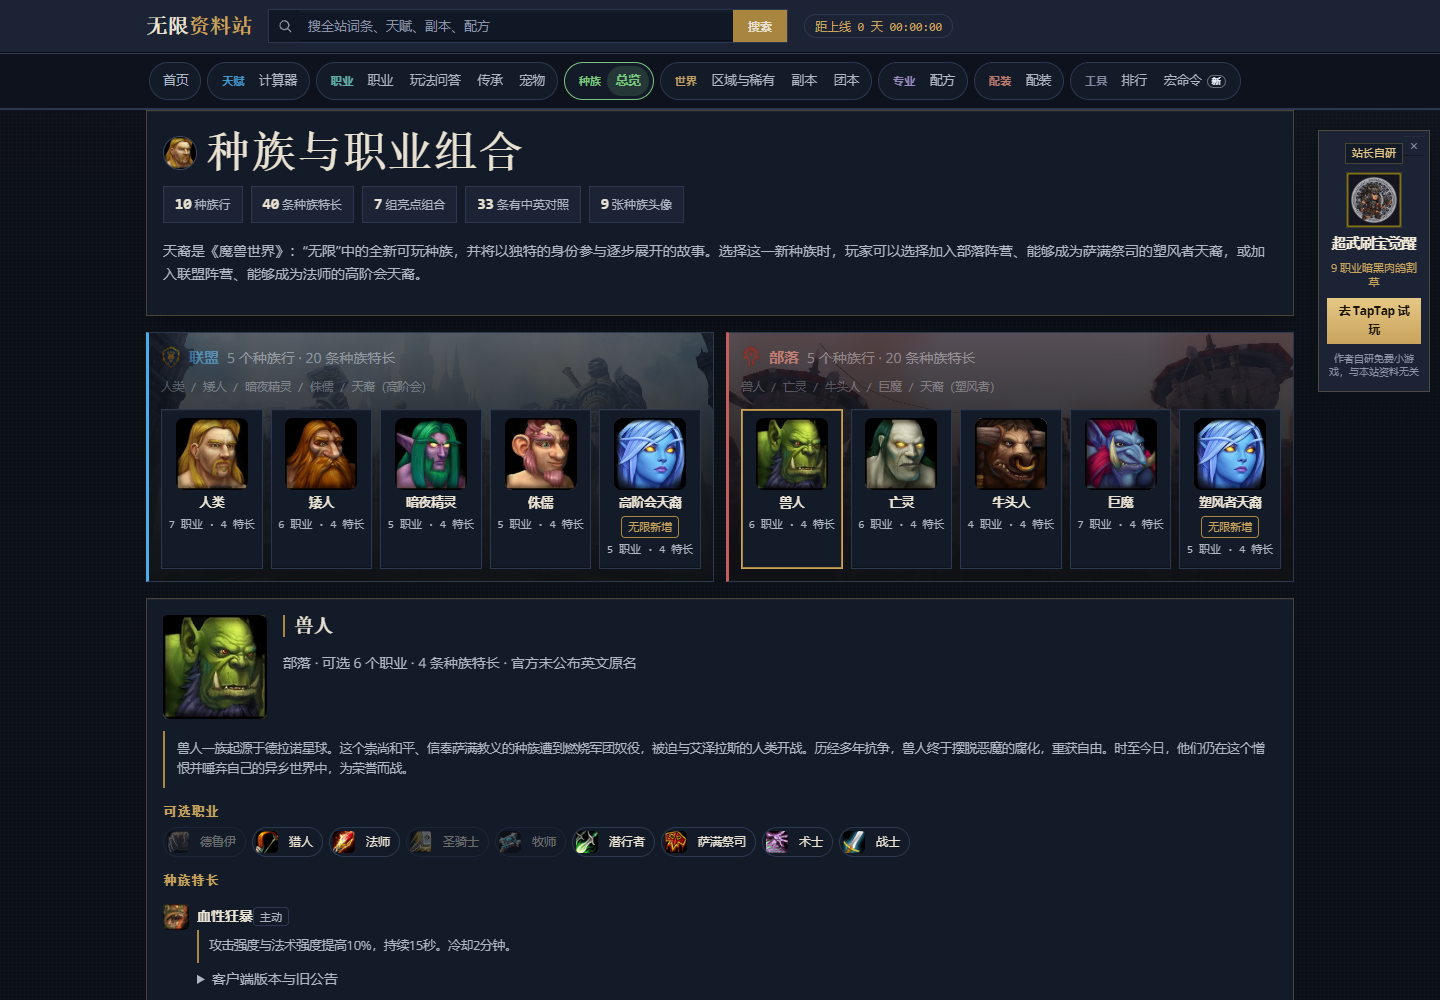 无限资料站
搜全站词条、天赋、副本、配方
搜索
距上线 0 天 00:00:00
首页 天赋 计算器 职业 职业 玩法问答 传承 宠物 种族 总览 世界 区域与稀有 副本 团本 专业 配方 配装 配装 工具 排行 宏命令 新
种族与职业组合
10 种族行 40 条种族特长 7 组亮点组合 33 条有中英对照 9 张种族头像
天裔是《魔兽世界》：“无限”中的全新可玩种族，并将以独特的身份参与逐步展开的故事。选择这一新种族时，玩家可以选择加入部落阵营、能够成为萨满祭司的塑风者天裔，或加
入联盟阵营、能够成为法师的高阶会天裔。
联盟 5 个种族行 · 20 条种族特长
人类 / 矮人 / 暗夜精灵 / 侏儒 / 天裔（高阶会）
人类
7 职业 · 4 特长
矮人
6 职业 · 4 特长
暗夜精灵
5 职业 · 4 特长
侏儒
5 职业 · 4 特长
高阶会天裔
无限新增
5 职业 · 4 特长
部落 5 个种族行 · 20 条种族特长
兽人 / 亡灵 / 牛头人 / 巨魔 / 天裔（塑风者）
兽人
6 职业 · 4 特长
亡灵
6 职业 · 4 特长
牛头人
4 职业 · 4 特长
巨魔
7 职业 · 4 特长
塑风者天裔
无限新增
5 职业 · 4 特长
站长自研 ×
超武刷宝觉醒
9 职业暗黑肉鸽割
草
去 TapTap 试
玩
作者自研免费小游
戏，与本站资料无关
兽人
部落 · 可选 6 个职业 · 4 条种族特长 · 官方未公布英文原名
兽人一族起源于德拉诺星球。这个崇尚和平、信奉萨满教义的种族遭到燃烧军团奴役，被迫与艾泽拉斯的人类开战。历经多年抗争，兽人终于摆脱恶魔的腐化，重获自由。时至今日，他们仍在这个憎
恨并唾弃自己的异乡世界中，为荣誉而战。
可选职业
德鲁伊 猎人 法师 圣骑士 牧师 潜行者 萨满祭司 术士 战士
种族特长
血性狂暴 主动
攻击强度与法术强度提高10%，持续15秒。冷却2分钟。
▶ 客户端版本与旧公告